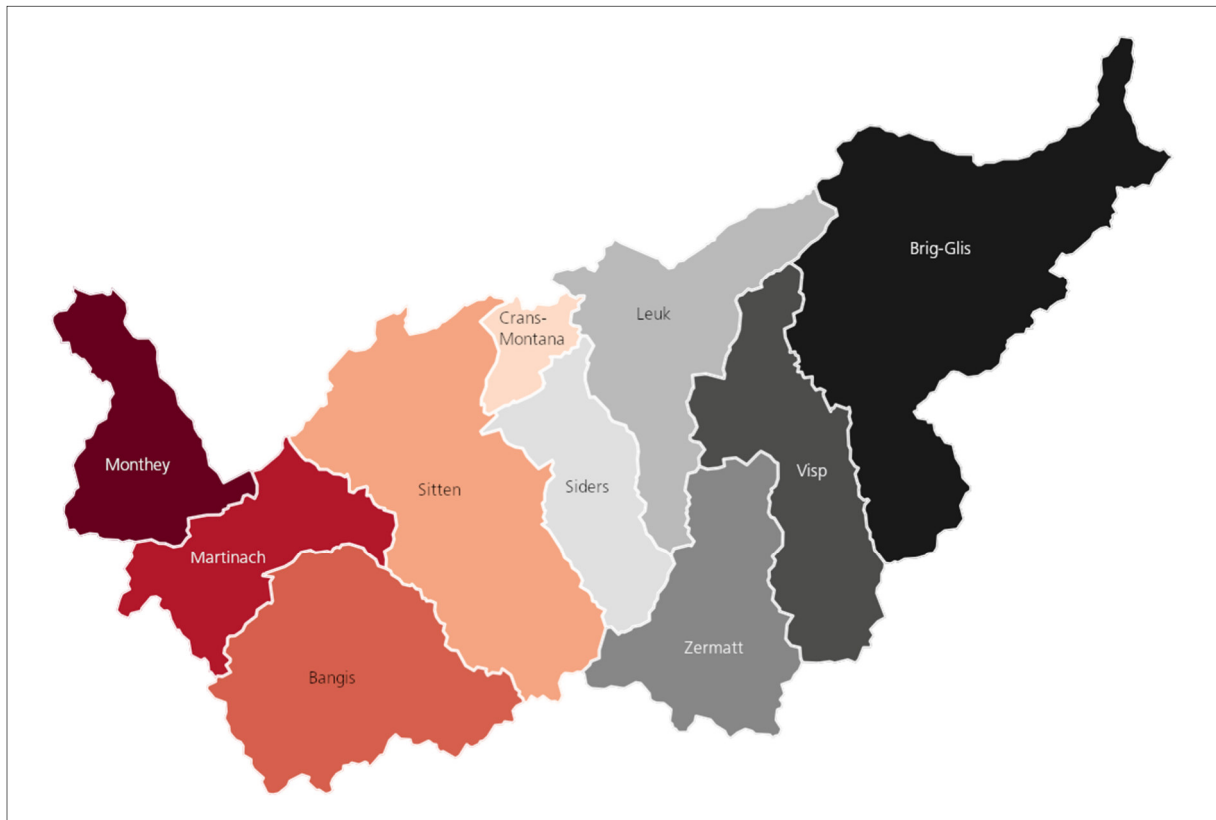 Brig-Glis
Crans-
Montana
Leuk
Monthey
Sitten
Siders
Visp
Martinach
Zermatt
Bangis